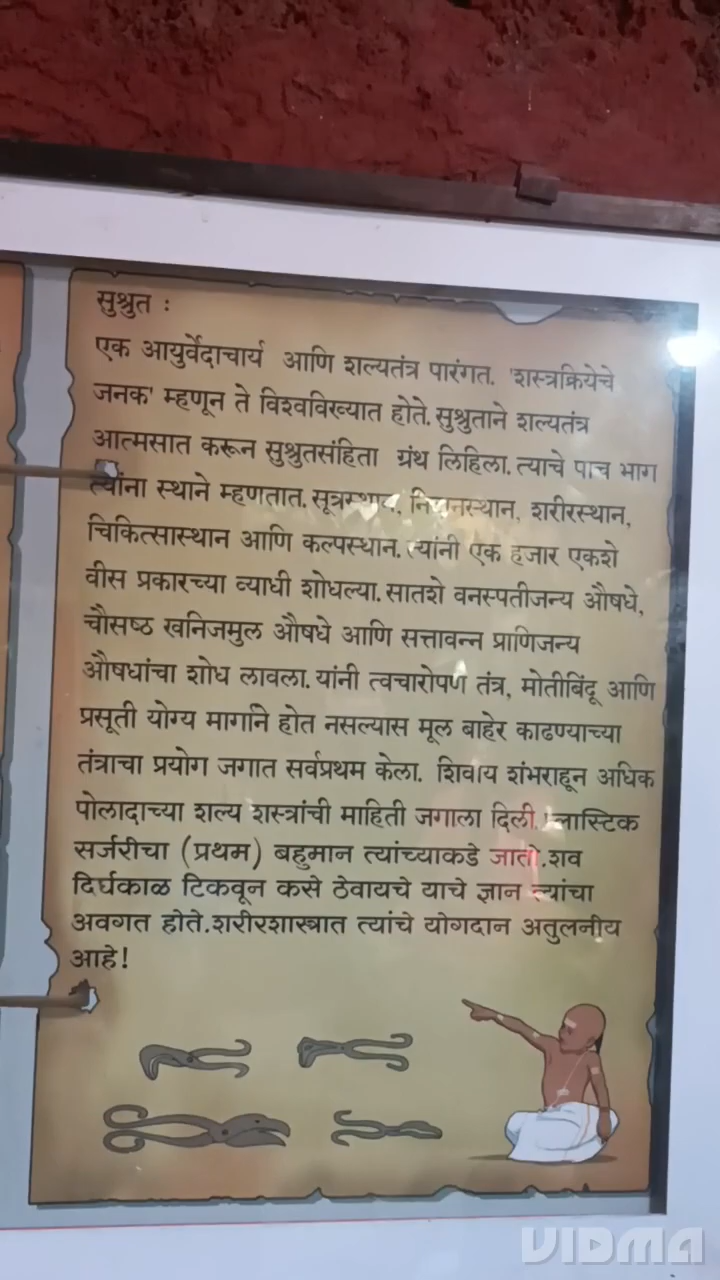 सुश्रुत :
एक आयुर्वेदाचार्य आणि शल्यतंत्र पारंगत. 'शस्त्रक्रियेचे
जनक' म्हणून ते विश्वविख्यात होते. सुश्रुताने शल्यतंत्र
आत्मसात करून सुश्रुतसंहिता ग्रंथ लिहिला. त्याचे पाच भाग
त्यांना स्थाने म्हणतात. सूत्रस्थान, निदानस्थान, शरीरस्थान,
चिकित्सास्थान आणि कल्पस्थान. त्यांनी एक हजार एकशे
वीस प्रकारच्या व्याधी शोधल्या. सातशे वनस्पतीजन्य औषधे,
चौसष्ठ खनिजमुल औषधे आणि सत्तावन्न प्राणिजन्य
औषधांचा शोध लावला. यांनी त्वचारोपण तंत्र, मोतीबिंदू आणि
प्रसूती योग्य मार्गाने होत नसल्यास मूल बाहेर काढण्याच्या
तंत्राचा प्रयोग जगात सर्वप्रथम केला. शिवाय शंभराहून अधिक
पोलादाच्या शल्य शस्त्रांची माहिती जगाला दिली. प्लास्टिक
सर्जरीचा (प्रथम) बहुमान त्यांच्याकडे जातो.शव
दिर्घकाळ टिकवून कसे ठेवायचे याचे ज्ञान त्यांचा
अवगत होते.शरीरशास्त्रात त्यांचे योगदान अतुलनीय
आहे!
VIDMA